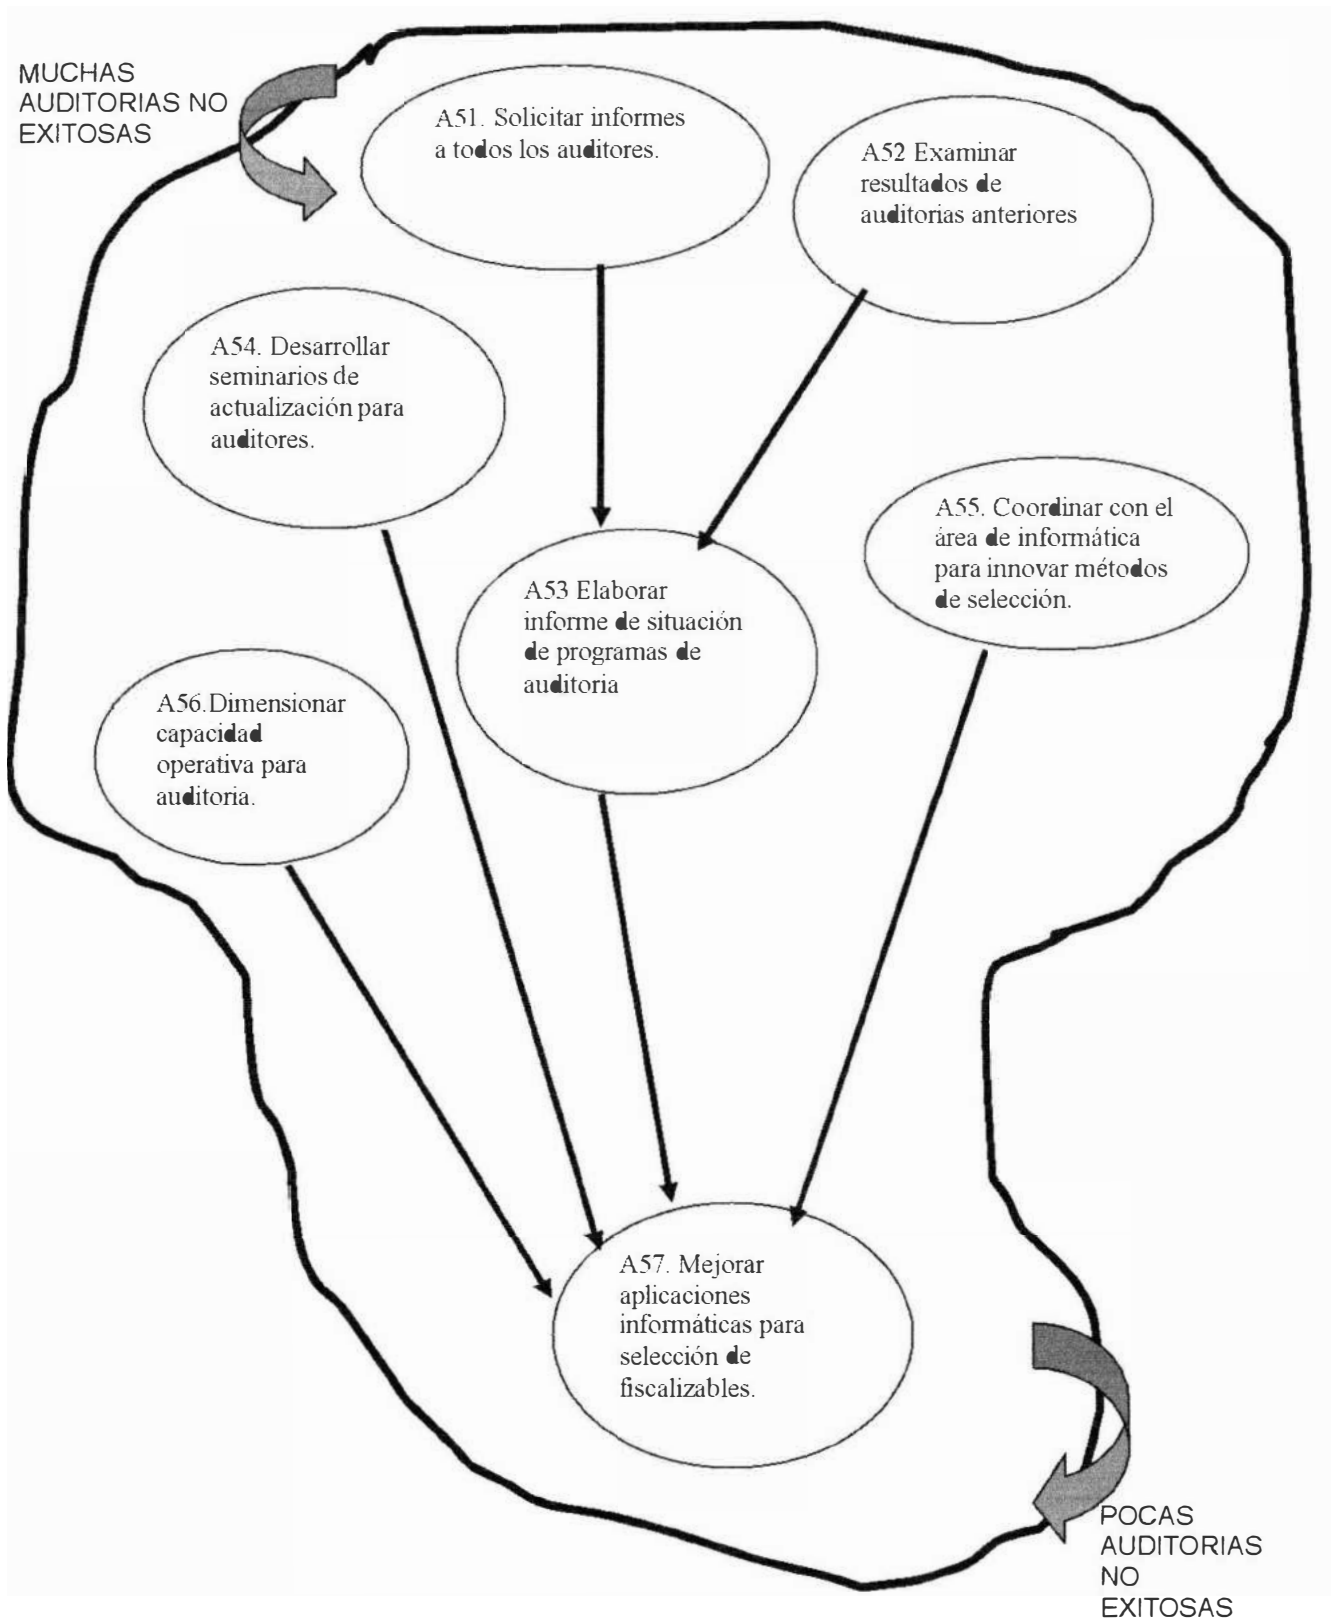 MUCHAS
AUDITORIAS NO
EXITOSAS
A51. Solicitar informes
a todos los auditores.
A52 Examinar
resultados de
auditorias anteriores
A54. Desarrollar
seminarios de
actualización para
auditores.
A55. Coordinar con el
área de informática
para innovar métodos
de selección.
A53 Elaborar
informe de situación
de programas de
auditoria
A56.Dimensionar
capacidad
operativa para
auditoria.
A57. Mejorar
aplicaciones
informáticas para
selección de
fiscalizables.
POCAS
AUDITORIAS
NO
EXITOSAS